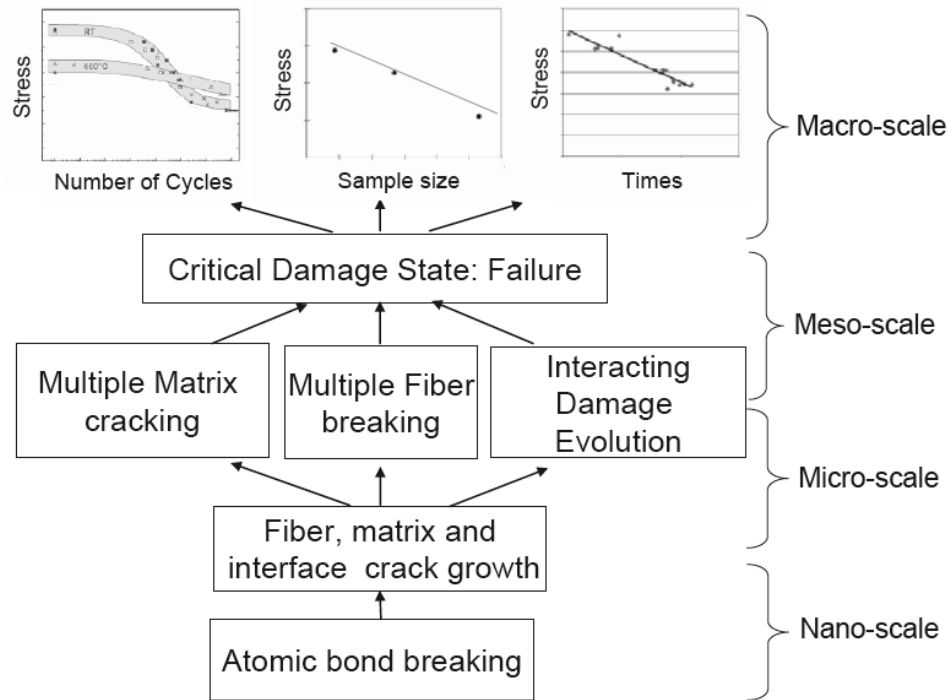 Stress
RT
600°C
Number of Cycles
Stress
Sample size
Stress
Times
Macro-scale
Critical Damage State: Failure
Meso-scale
Multiple Matrix
cracking
Multiple Fiber
breaking
Interacting
Damage
Evolution
Micro-scale
Fiber, matrix and
interface crack growth
Nano-scale
Atomic bond breaking